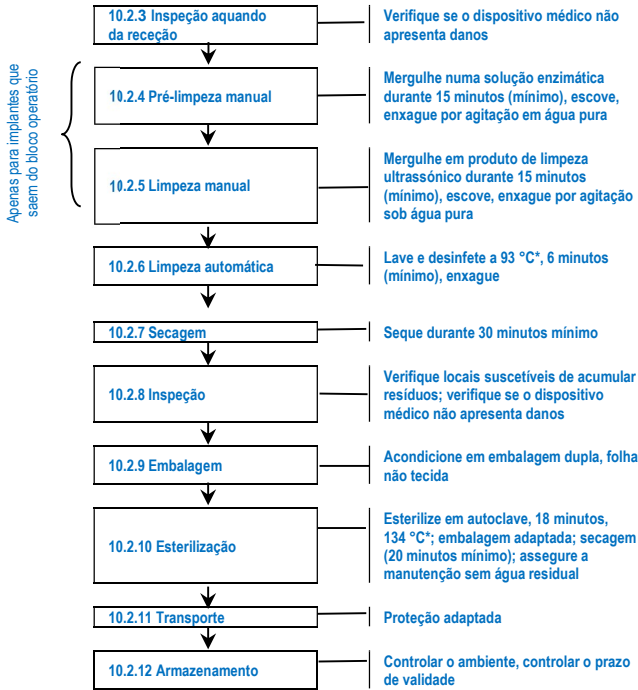 10.2.3 Inspeção aquando
da receção
Verifique se o dispositivo médico não
apresenta danos
Apenas para implantes que
saem do bloco operatório
10.2.4 Pré-limpeza manual
Mergulhe numa solução enzimática
durante 15 minutos (mínimo), escove,
enxague por agitação em água pura
10.2.5 Limpeza manual
Mergulhe em produto de limpeza
ultrassónico durante 15 minutos
(mínimo), escove, enxague por agitação
sob água pura
10.2.6 Limpeza automática
Lave e desinfete a 93 °C*, 6 minutos
(mínimo), enxague
10.2.7 Secagem
Seque durante 30 minutos mínimo
10.2.8 Inspeção
Verifique locais suscetíveis de acumular
resíduos; verifique se o dispositivo
médico não apresenta danos
10.2.9 Embalagem
Acondicione em embalagem dupla, folha
não tecida
10.2.10 Esterilização
Esterilize em autoclave, 18 minutos,
134 °C*; embalagem adaptada; secagem
(20 minutos mínimo); assegure a
manutenção sem água residual
10.2.11 Transporte
Proteção adaptada
10.2.12 Armazenamento
Controlar o ambiente, controlar o prazo
de validade